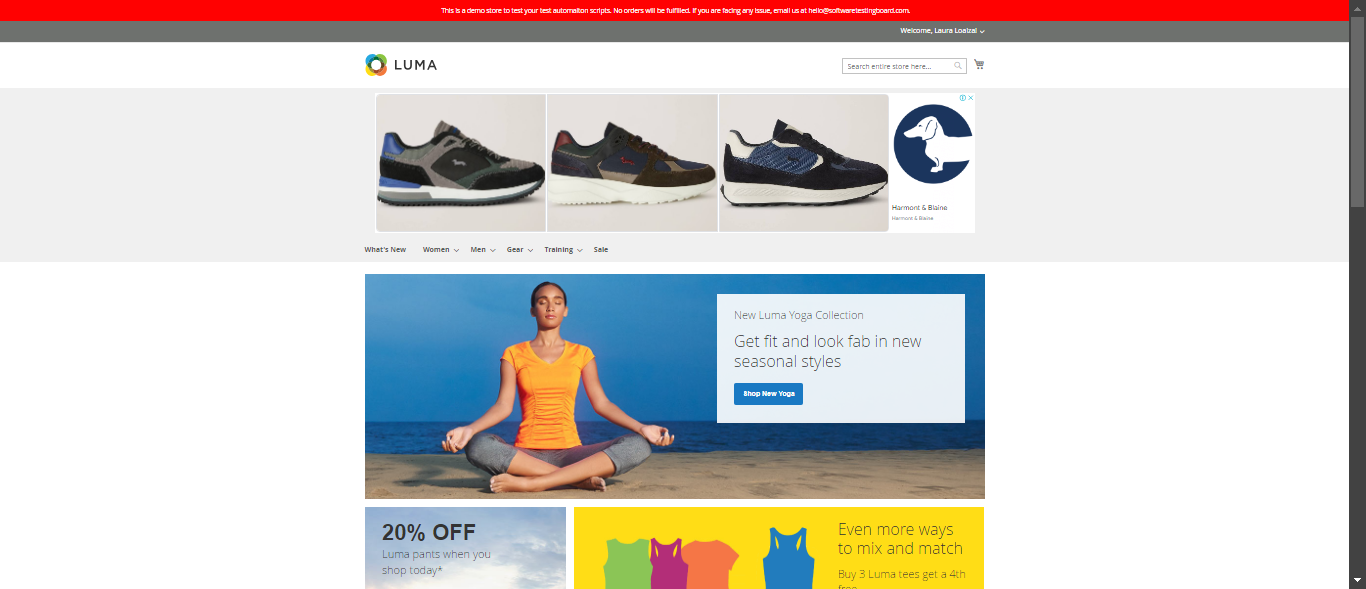 This is a demo store to test your test automaiton scripts. No orders will be fulfilled. If you are facing any issue, email us at hello@softwaretestingboard.com.
Welcome, Laura Loaiza!
LUMA
Search entire store here...
Harmont & Blaine
Harmont & Blaine
What's New Women Men Gear Training Sale
New Luma Yoga Collection
Get fit and look fab in new
seasonal styles
Shop New Yoga
20% OFF
Luma pants when you
shop today*
Even more ways
to mix and match
Buy 3 Luma tees get a 4th
free